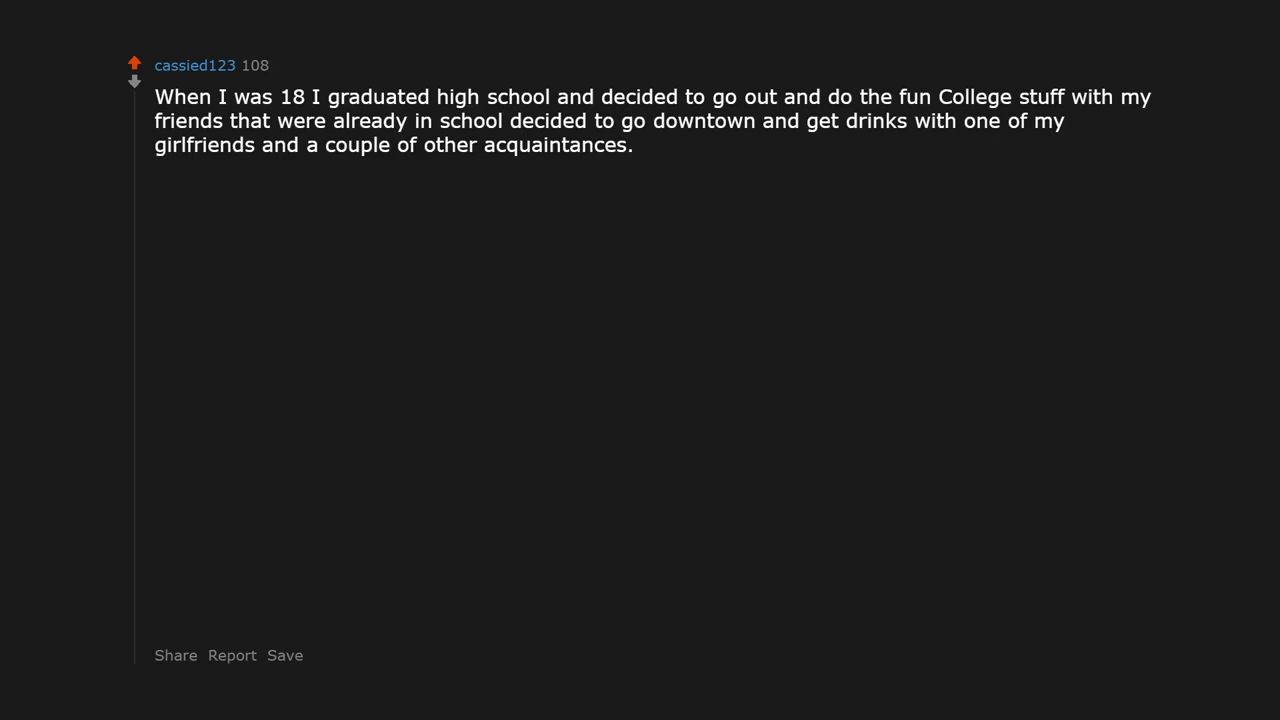 cassied123 108
When I was 18 I graduated high school and decided to go out and do the fun College stuff with my
friends that were already in school decided to go downtown and get drinks with one of my
girlfriends and a couple of other acquaintances.
Share Report Save